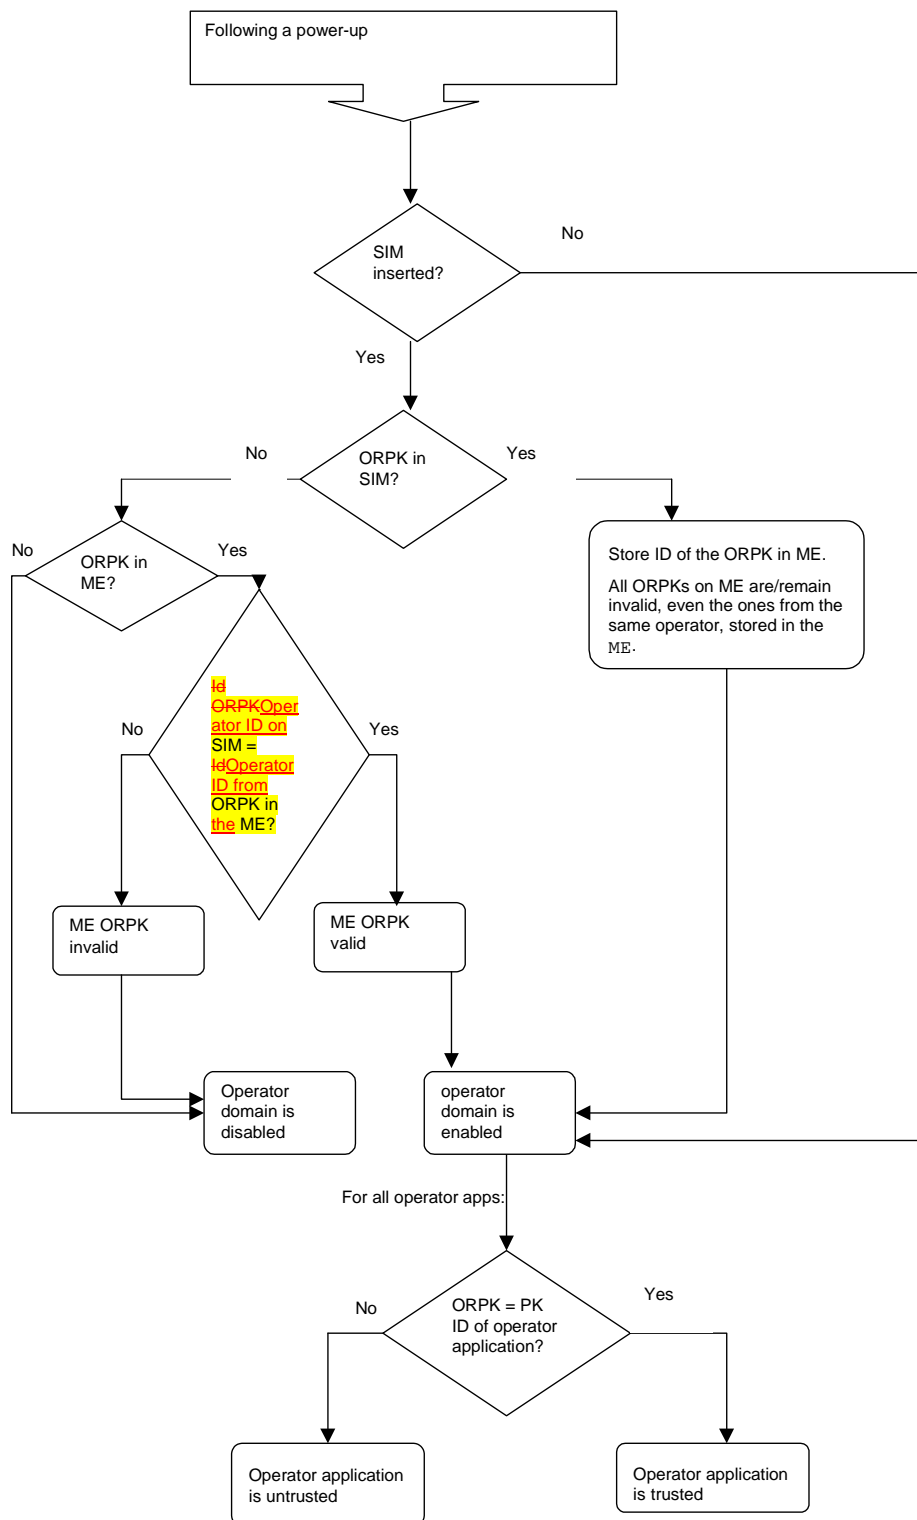 Following a power-up
No
SIM
inserted?
Yes
No
Yes
ORPK in
SIM?
No
Yes
ORPK in
ME?
Store ID of the ORPK in ME.
All ORPKs on ME are/remain
invalid, even the ones from the
same operator, stored in the
ME.
Id
ORPKOper
ator ID on
SIM =
IdOperator
ID from
ORPK in
the ME?
No
Yes
ME ORPK
invalid
ME ORPK
valid
Operator
domain is
disabled
operator
domain is
enabled
For all operator apps:
ORPK = PK
ID of operator
application?
No
Yes
Operator application
is untrusted
Operator application
is trusted